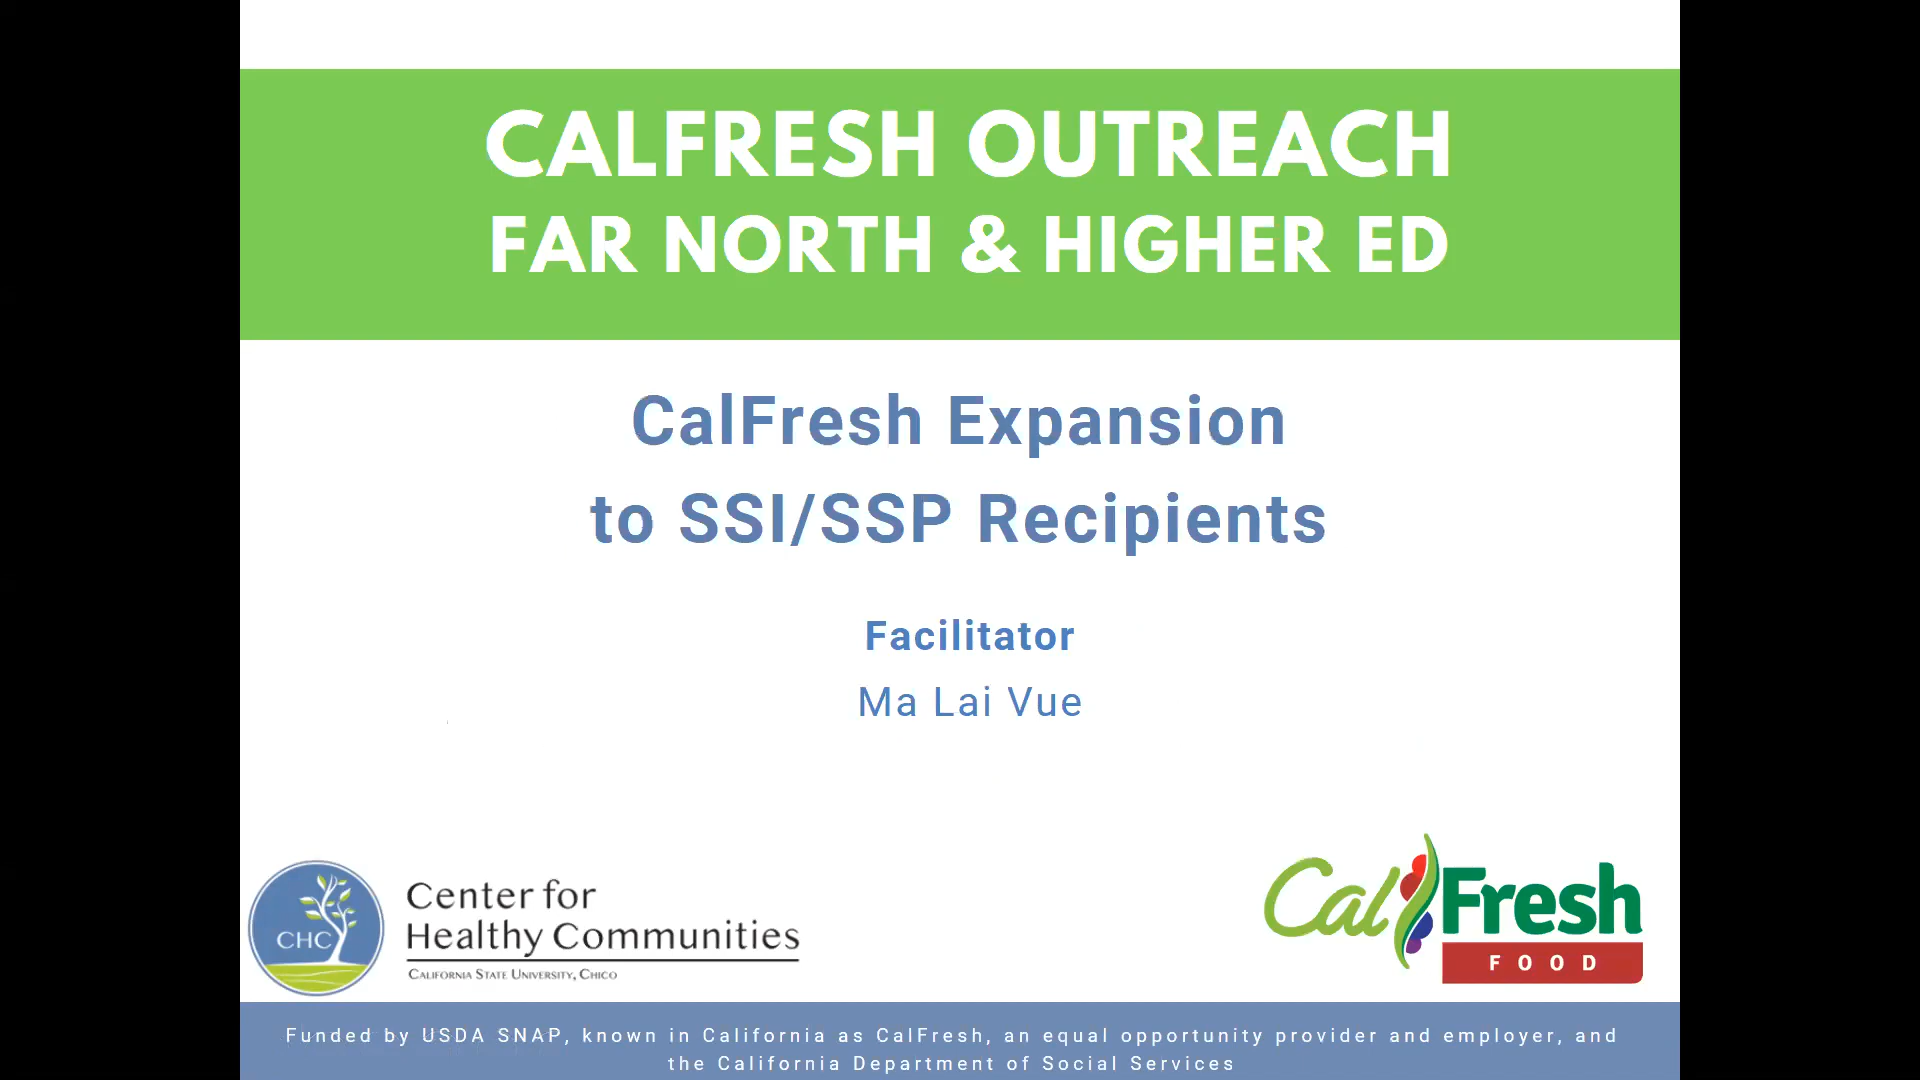 CALFRESH OUTREACH
FAR NORTH & HIGHER ED
CalFresh Expansion
to SSI/SSP Recipients
Facilitator
Ma Lai Vue
CHC
Center for
Healthy Communities
CALIFORNIA STATE UNIVERSITY, CHICO
CalFresh
FOOD
Funded by USDA SNAP, known in California as CalFresh, an equal opportunity provider and employer, and
the California Department of Social Services